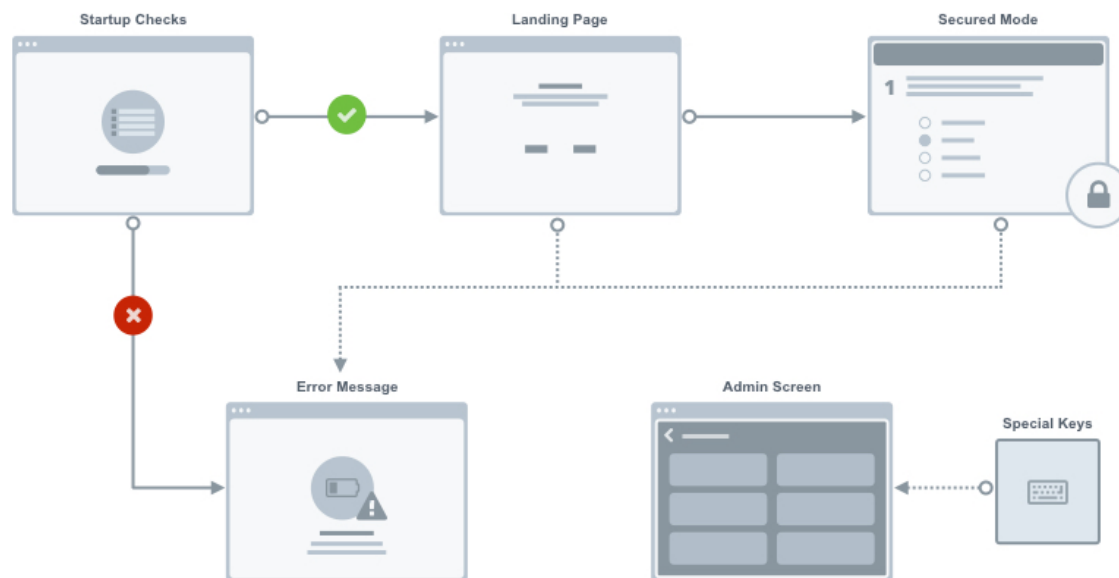 Startup Checks
Landing Page
Secured Mode
1
Error Message
Admin Screen
Special Keys